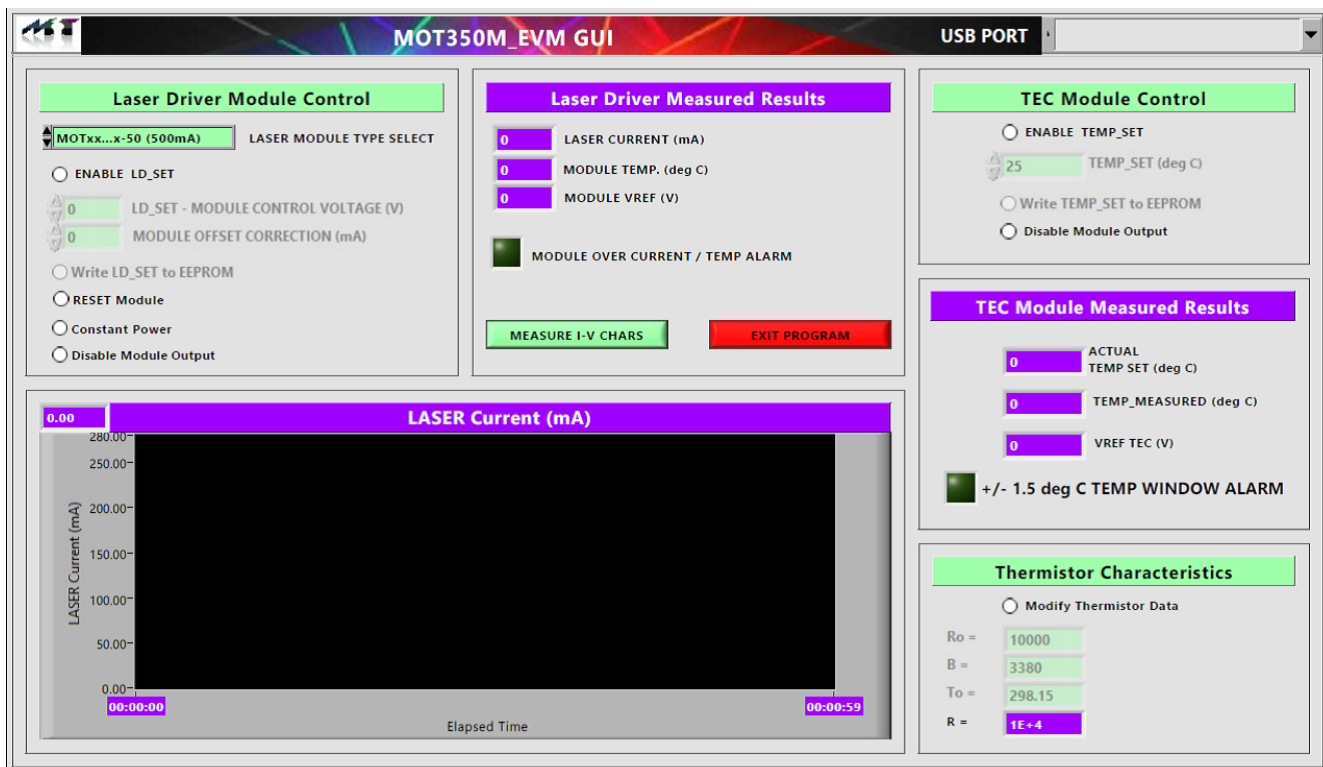 MT
MOT350M_EVM GUI
USB PORT
Laser Driver Module Control
MOTxx...x-50 (500mA)
LASER MODULE TYPE SELECT
ENABLE LD_SET
0
LD_SET - MODULE CONTROL VOLTAGE (V)
0
MODULE OFFSET CORRECTION (mA)
Write LD_SET to EEPROM
RESET Module
Constant Power
Disable Module Output
Laser Driver Measured Results
0
LASER CURRENT (mA)
0
MODULE TEMP. (deg C)
0
MODULE VREF (V)
MODULE OVER CURRENT / TEMP ALARM
MEASURE I-V CHARS
EXIT PROGRAM
TEC Module Control
ENABLE TEMP_SET
25
TEMP_SET (deg C)
Write TEMP_SET to EEPROM
Disable Module Output
TEC Module Measured Results
0
ACTUAL
TEMP SET (deg C)
0
TEMP_MEASURED (deg C)
0
VREF TEC (V)
+/- 1.5 deg C TEMP WINDOW ALARM
0.00
LASER Current (mA)
LASER Current (mA)
280.00
250.00
200.00
150.00
100.00
50.00
0.00
00:00:00
00:00:59
Elapsed Time
Thermistor Characteristics
Modify Thermistor Data
Ro =
10000
B =
3380
To =
298.15
R =
1E+4